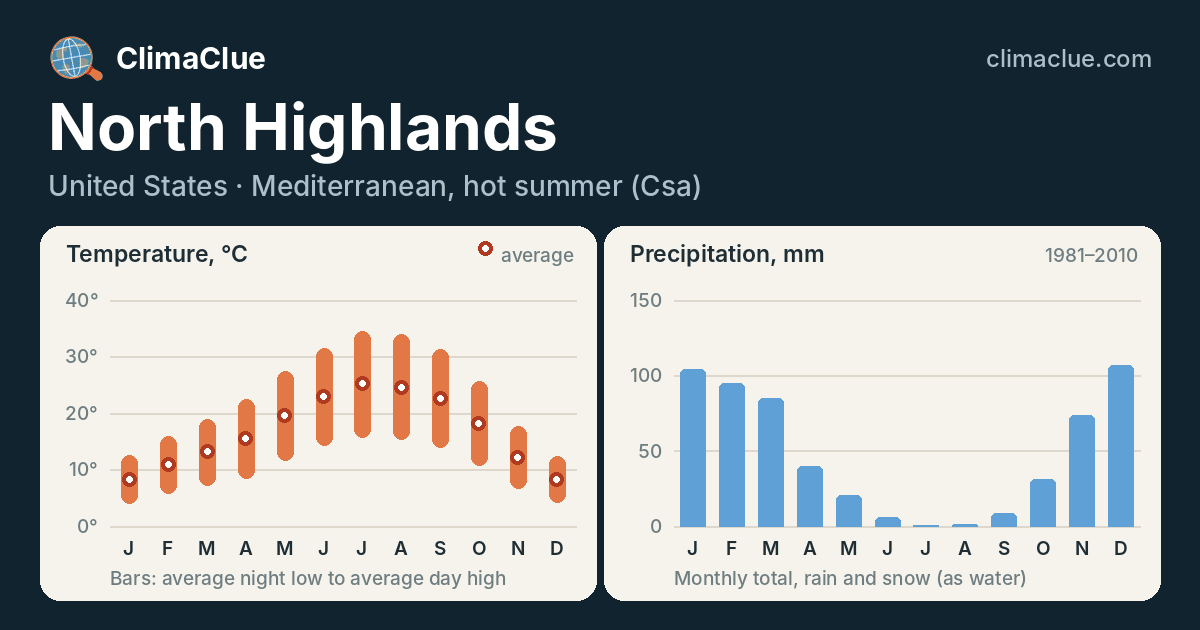 ClimaClue
climaclue.com
North Highlands
United States · Mediterranean, hot summer (Csa)
Temperature, °C
average
40°
30°
20°
10°
0°
J F M A M J J A S O N D
Bars: average night low to average day high
Precipitation, mm
1981–2010
150
100
50
0
J F M A M J J A S O N D
Monthly total, rain and snow (as water)